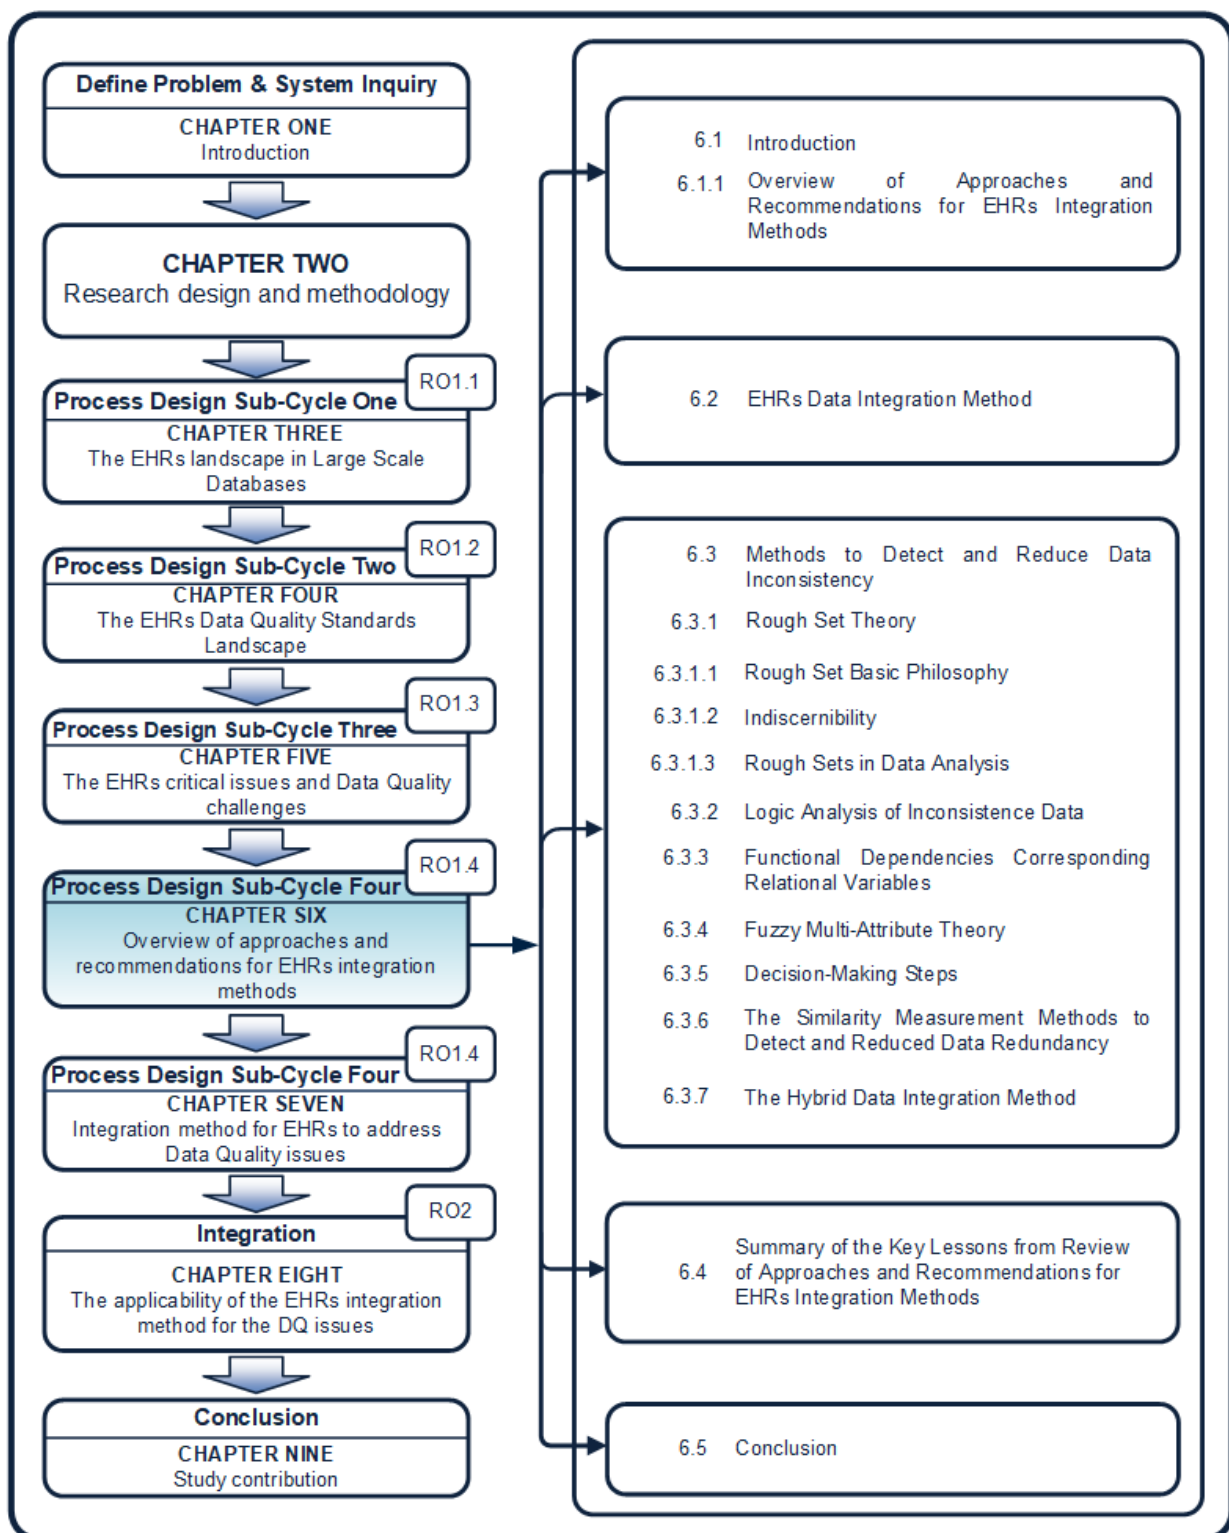 Define Problem & System Inquiry
CHAPTER ONE
Introduction
CHAPTER TWO
Research design and methodology
RO1.1
Process Design Sub-Cycle One
CHAPTER THREE
The EHRs landscape in Large Scale
Databases
RO1.2
Process Design Sub-Cycle Two
CHAPTER FOUR
The EHRs Data Quality Standards
Landscape
RO1.3
Process Design Sub-Cycle Three
CHAPTER FIVE
The EHRs critical issues and Data Quality
challenges
RO1.4
Process Design Sub-Cycle Four
CHAPTER SIX
Overview of approaches and
recommendations for EHRs integration
methods
RO1.4
Process Design Sub-Cycle Four
CHAPTER SEVEN
Integration method for EHRs to address
Data Quality issues
RO2
Integration
CHAPTER EIGHT
The applicability of the EHRs integration
method for the DQ issues
Conclusion
CHAPTER NINE
Study contribution
6.1 Introduction
6.1.1 Overview of Approaches and
Recommendations for EHRs Integration
Methods
6.2 EHRs Data Integration Method
6.3 Methods to Detect and Reduce Data
Inconsistency
6.3.1 Rough Set Theory
6.3.1.1 Rough Set Basic Philosophy
6.3.1.2 Indiscernibility
6.3.1.3 Rough Sets in Data Analysis
6.3.2 Logic Analysis of Inconsistence Data
6.3.3 Functional Dependencies Corresponding
Relational Variables
6.3.4 Fuzzy Multi-Attribute Theory
6.3.5 Decision-Making Steps
6.3.6 The Similarity Measurement Methods to
Detect and Reduced Data Redundancy
6.3.7 The Hybrid Data Integration Method
Summary of the Key Lessons from Review
6.4 of Approaches and Recommendations for
EHRs Integration Methods
6.5 Conclusion